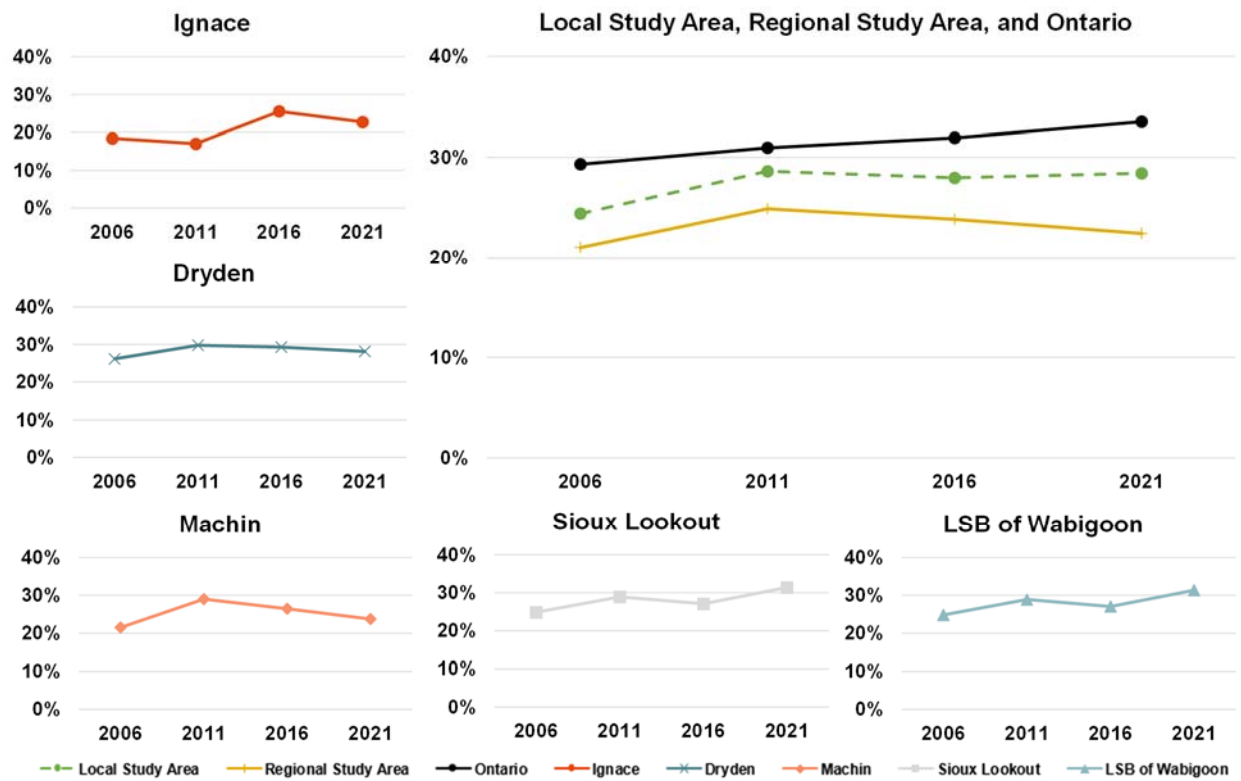 Ignace
40%
30%
20%
10%
0%
2006 2011 2016 2021
Local Study Area, Regional Study Area, and Ontario
40%
30%
20%
10%
0%
2006 2011 2016 2021
Dryden
40%
30%
20%
10%
0%
2006 2011 2016 2021
Machin
40%
30%
20%
10%
0%
2006 2011 2016 2021
Sioux Lookout
40%
30%
20%
10%
0%
2006 2011 2016 2021
LSB of Wabigoon
40%
30%
20%
10%
0%
2006 2011 2016 2021
Local Study Area Regional Study Area Ontario Ignace Dryden Machin Sioux Lookout LSB of Wabigoon